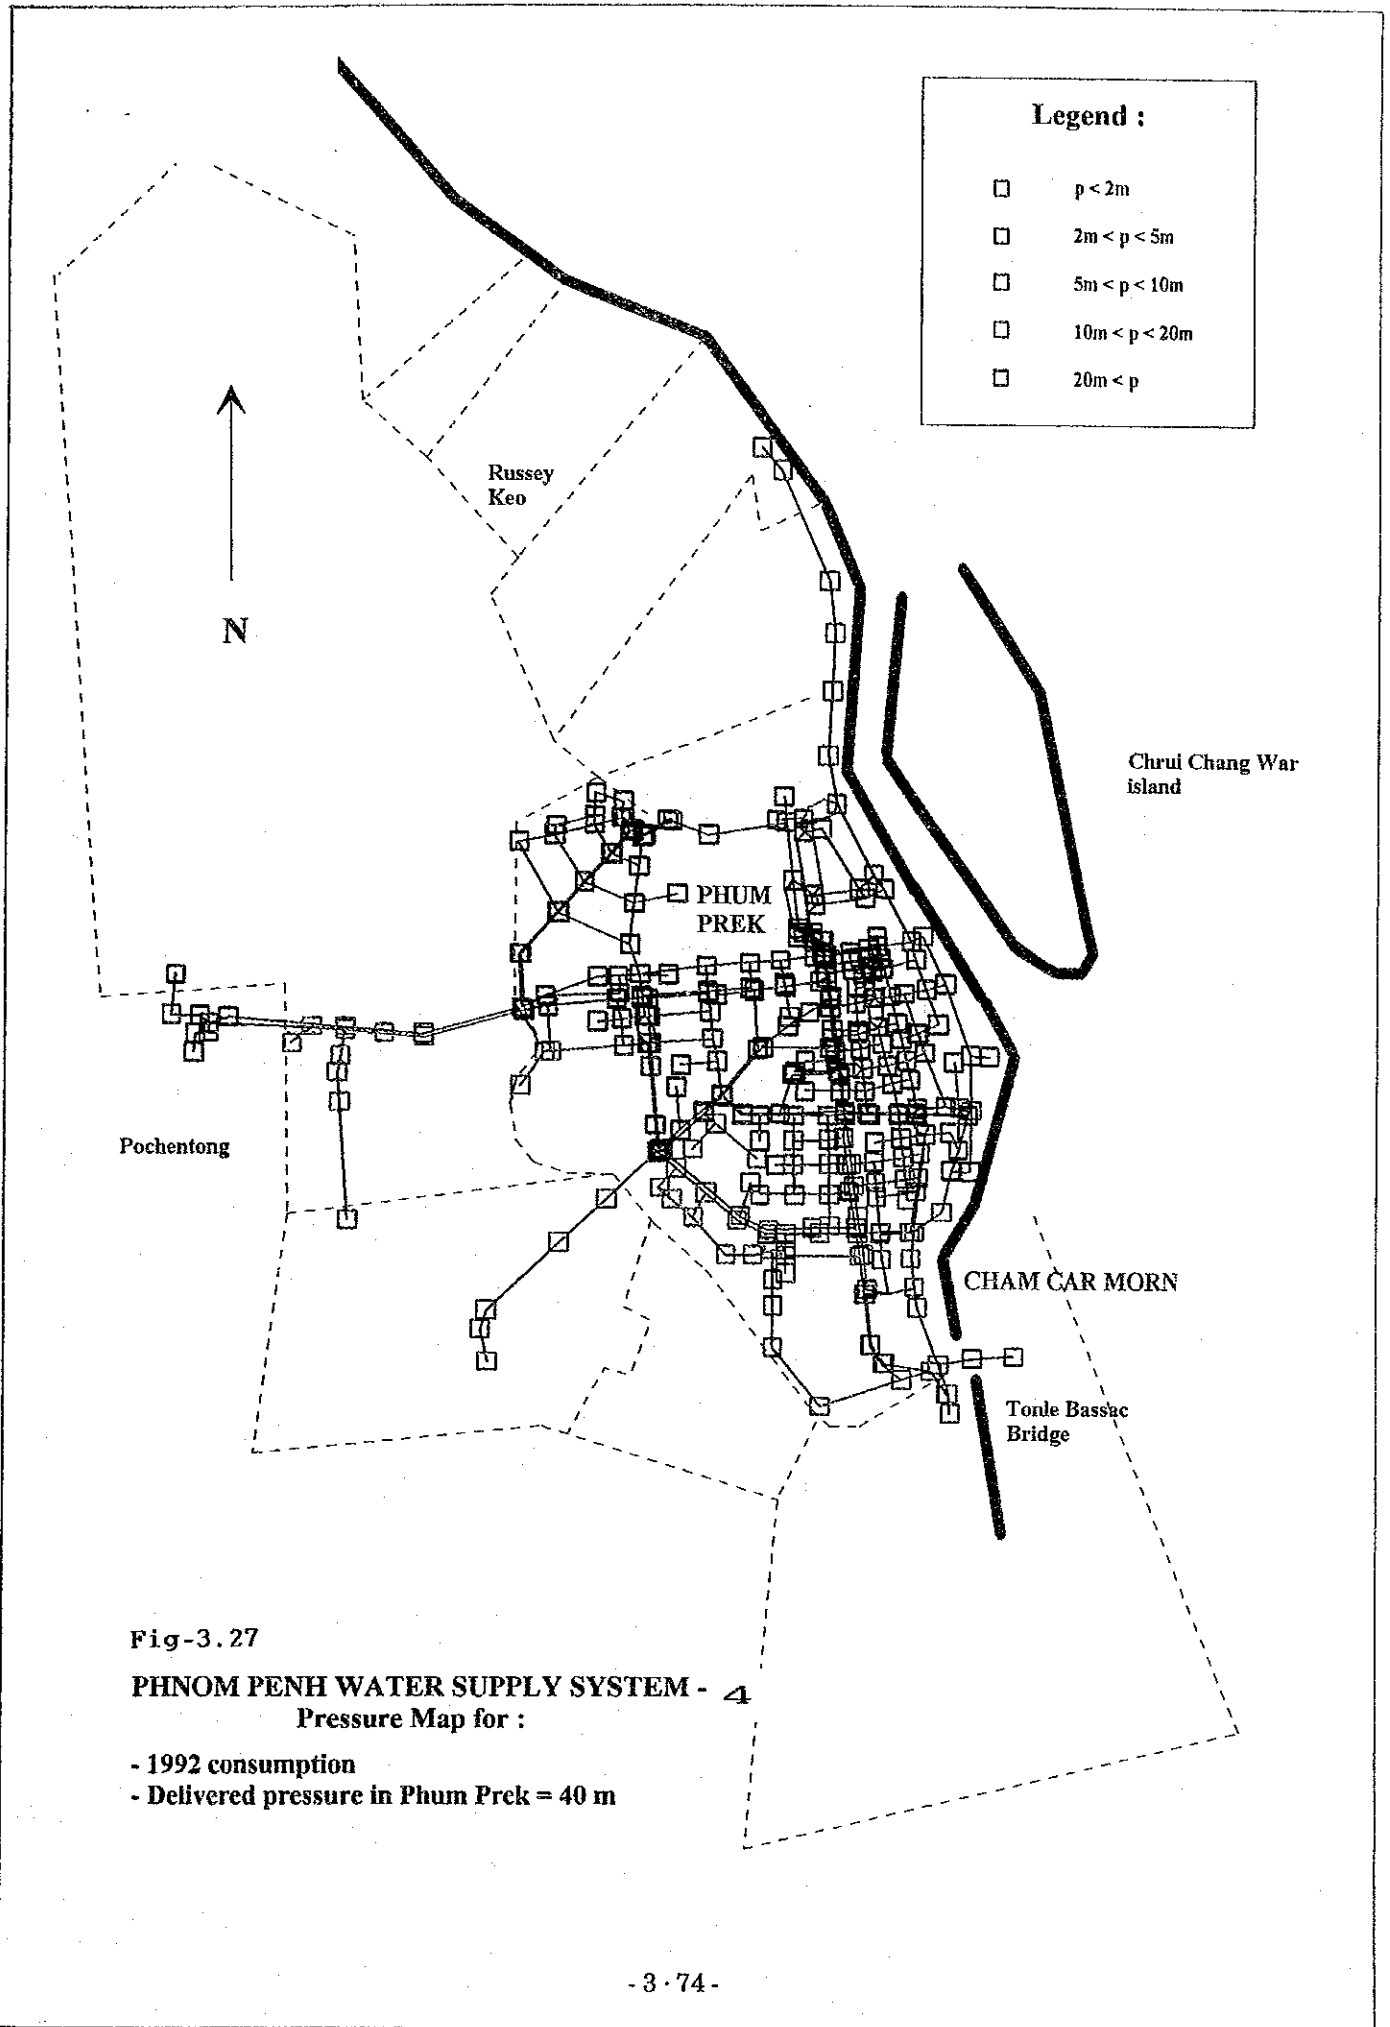 Legend :
p < 2m
2m < p < 5m
5m < p < 10m
10m < p < 20m
20m < p
Russey
Keo
N
Chrui Chang War
island
PHUM
PREK
Pochentong
CHAM CAR MORN
Tonle Bassac
Bridge
Fig-3.27
PHNOM PENH WATER SUPPLY SYSTEM - 4
Pressure Map for :
- 1992 consumption
- Delivered pressure in Phum Prek = 40 m
- 3 · 74 -